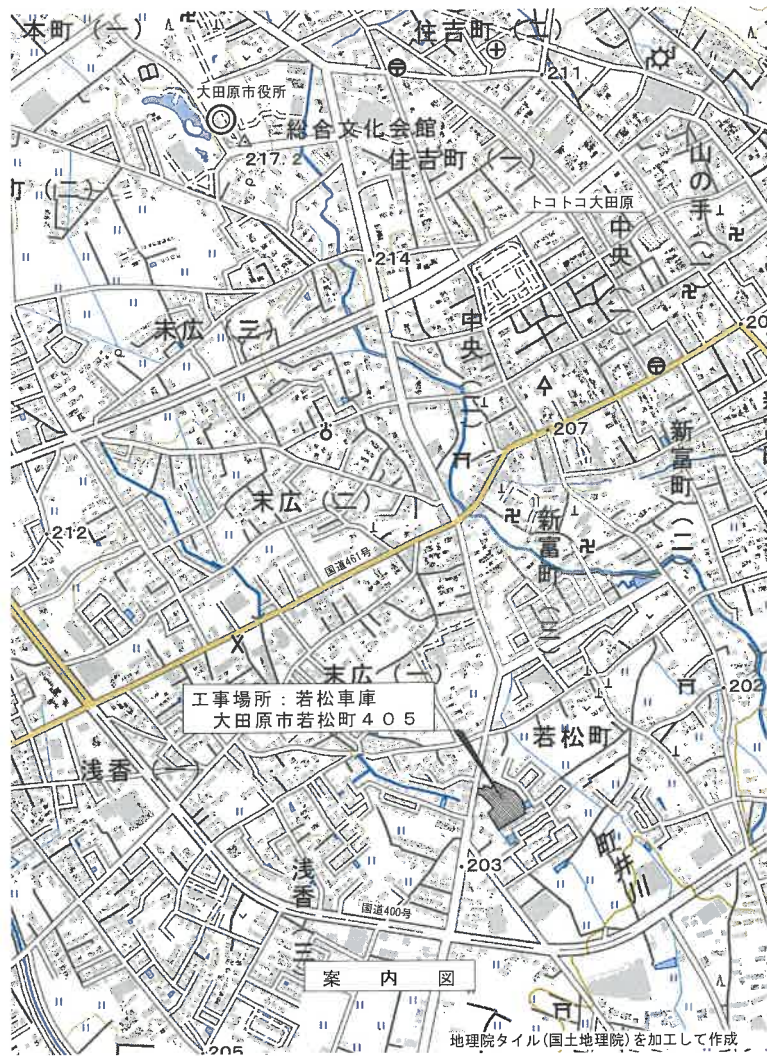 本町（一）
住吉町（二）
211
大田原市役所
総合文化会館
217.2
住吉町（一）
山の手（二）
トコトコ大田原
中央（一）
町（二）
214
末広（三）
中央（二）
207
新富町（二）
212
末広（二）
新富町（三）
国道461号
末広（一）
202
工事場所：若松車庫
大田原市若松町４０５
若松町
浅香（一）
町井川
203
浅香（三）
国道400号
案　内　図
地理院タイル（国土地理院）を加工して作成
205